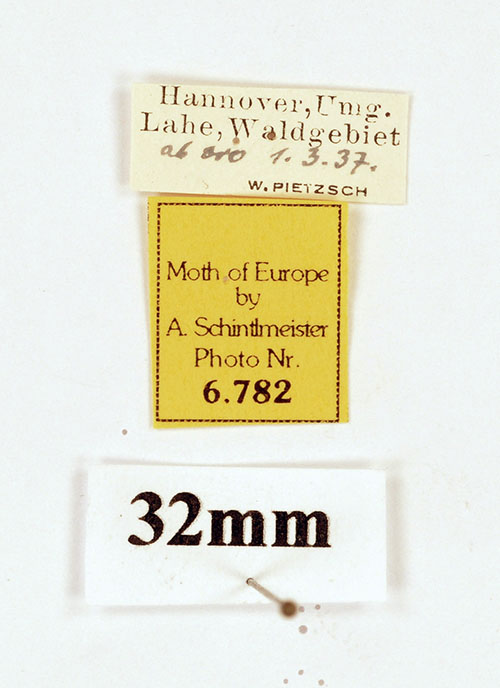 Hannover, Umg.
Lahe, Waldgebiet
ab ovo 1. 3. 37.
W. PIETZSCH
Moth of Europe
by
A. Schintlmeister
Photo Nr.
6.782
32mm